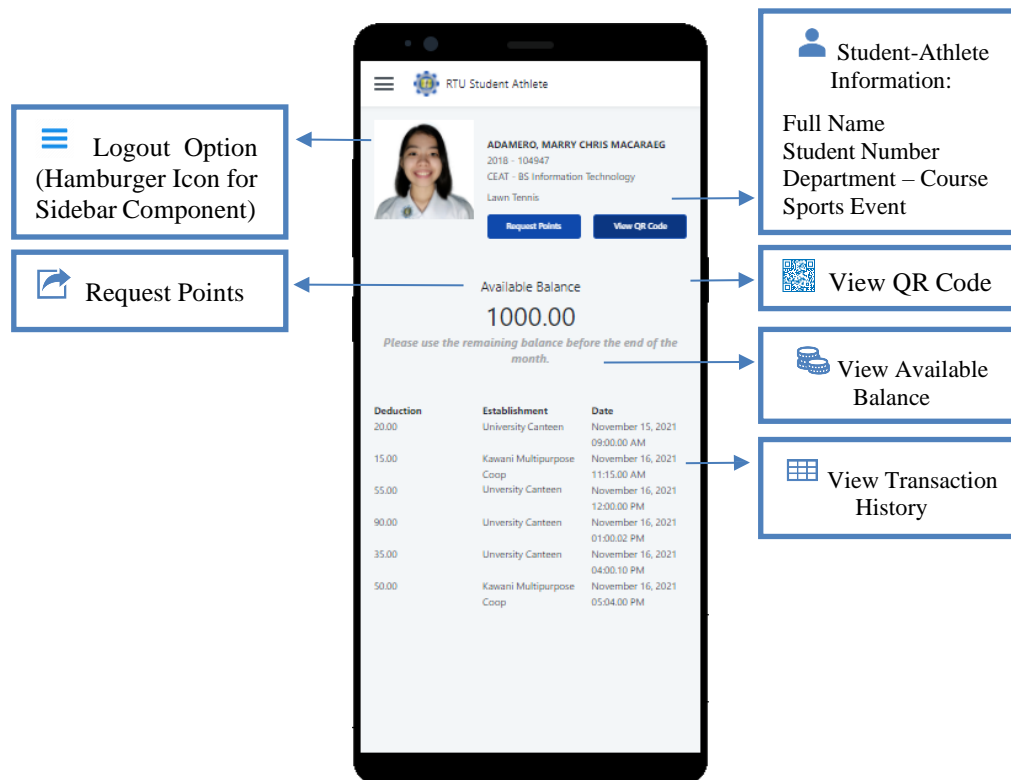 RTU Student Athlete
ADAMERO, MARRY CHRIS MACARAEG
2018 - 104947
CEAT - BS Information Technology
Lawn Tennis
Request Points
View QR Code
Available Balance
1000.00
Please use the remaining balance before the end of the
month.
Deduction Establishment Date
20.00 University Canteen November 15, 2021
09:00.00 AM
15.00 Kawani Multipurpose November 16, 2021
Coop 11:15.00 AM
55.00 Unversity Canteen November 16, 2021
12:00.00 PM
90.00 Unversity Canteen November 16, 2021
01:00.02 PM
35.00 Unversity Canteen November 16, 2021
04:00.10 PM
50.00 Kawani Multipurpose November 16, 2021
Coop 05:04.00 PM
Logout Option
(Hamburger Icon for
Sidebar Component)
Request Points
Student-Athlete
Information:
Full Name
Student Number
Department – Course
Sports Event
View QR Code
View Available
Balance
View Transaction
History